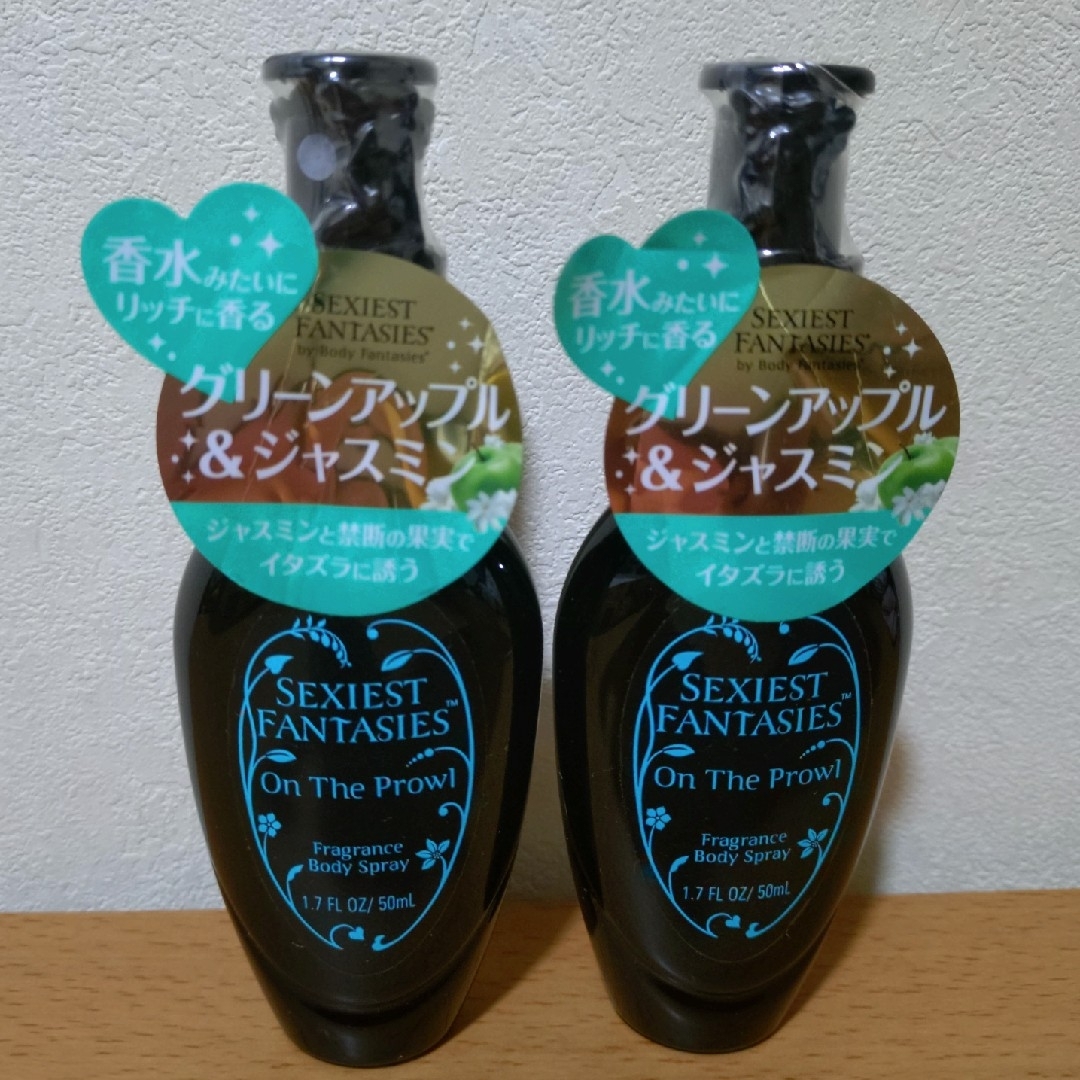 香水みたいに
リッチに香る
SEXIEST
FANTASIES®
by Body Fantasies®
グリーンアップル
&ジャスミン
ジャスミンと禁断の果実で
イタズラに誘う
SEXIEST
FANTASIES™
On The Prowl
Fragrance
Body Spray
1.7 FL OZ/ 50mL
香水みたいに
リッチに香る
SEXIEST
FANTASIES®
by Body Fantasies®
グリーンアップル
&ジャスミン
ジャスミンと禁断の果実で
イタズラに誘う
SEXIEST
FANTASIES™
On The Prowl
Fragrance
Body Spray
1.7 FL OZ/ 50mL